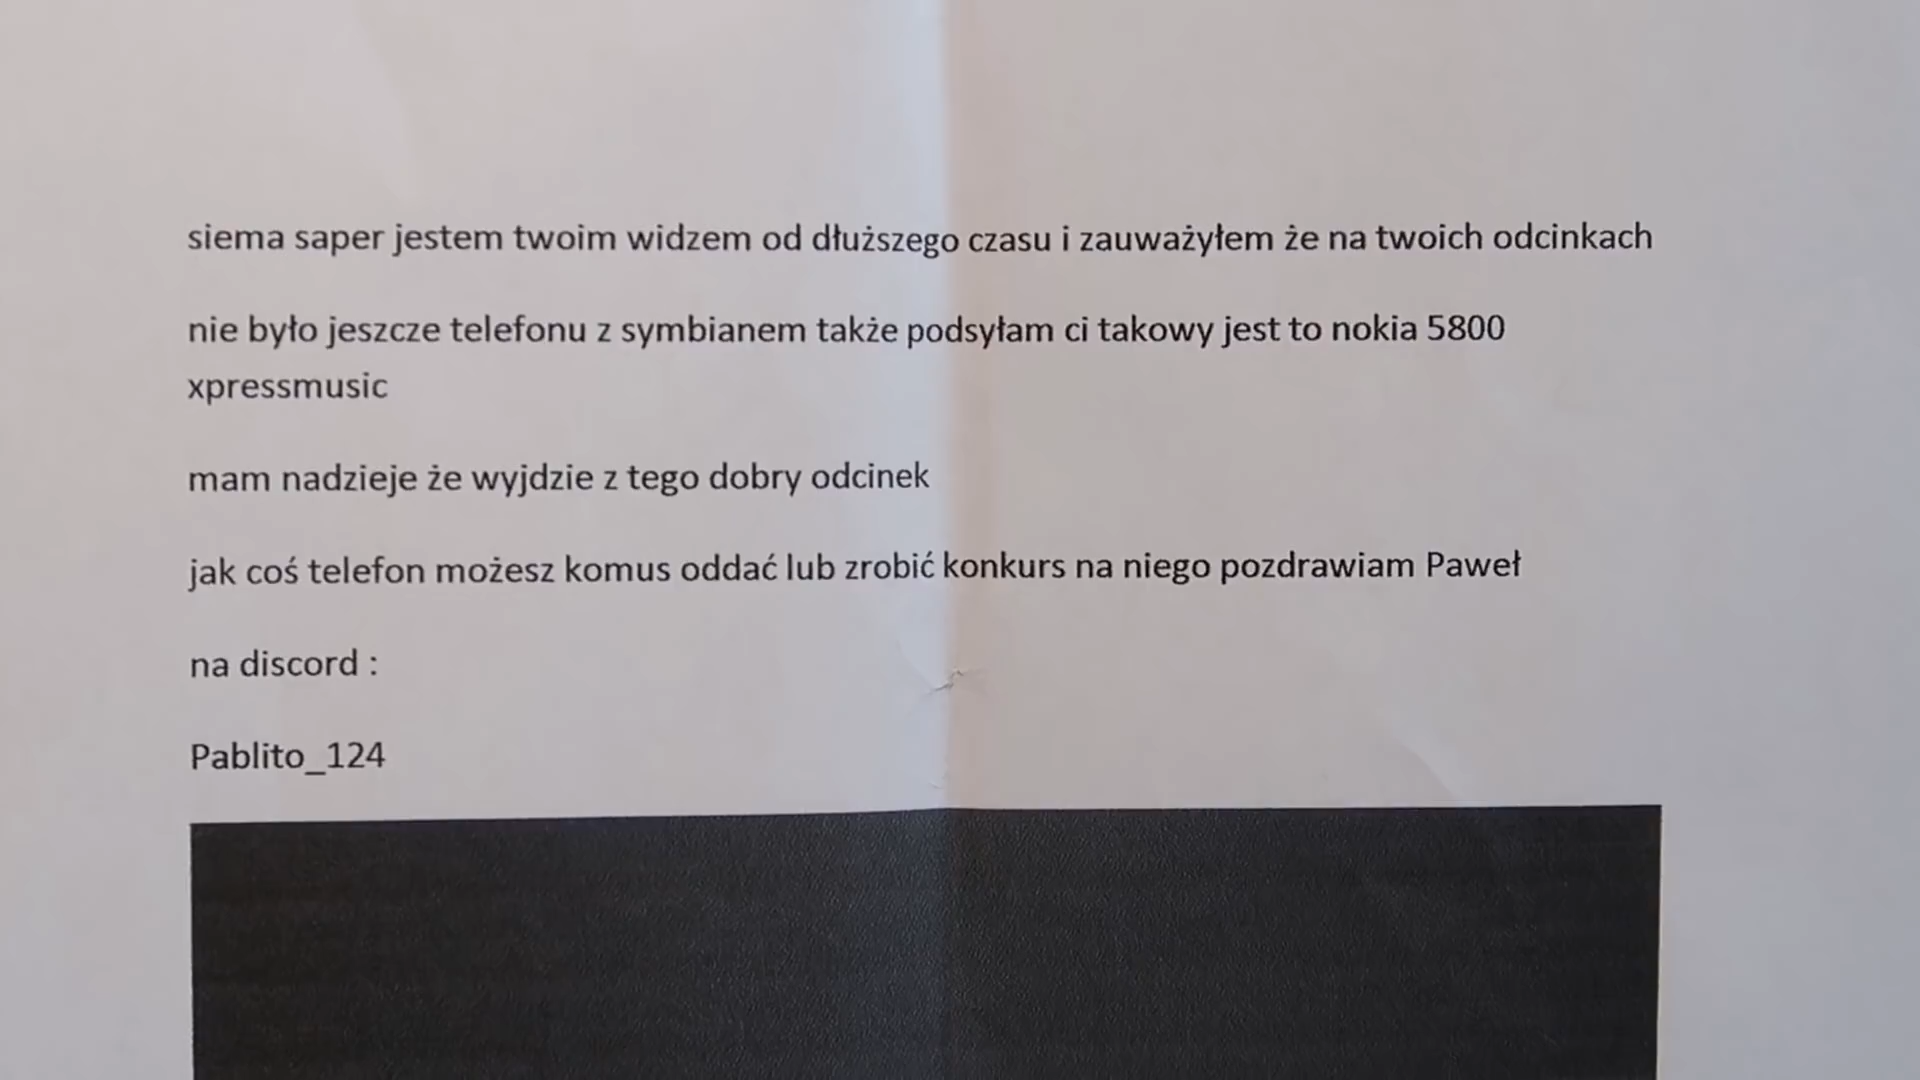 siema saper jestem twoim widzem od dłuższego czasu i zauważyłem że na twoich odcinkach
nie było jeszcze telefonu z symbianem także podsyłam ci takowy jest to nokia 5800
xpressmusic
mam nadzieje że wyjdzie z tego dobry odcinek
jak coś telefon możesz komus oddać lub zrobić konkurs na niego pozdrawiam Paweł
na discord :
Pablito_124